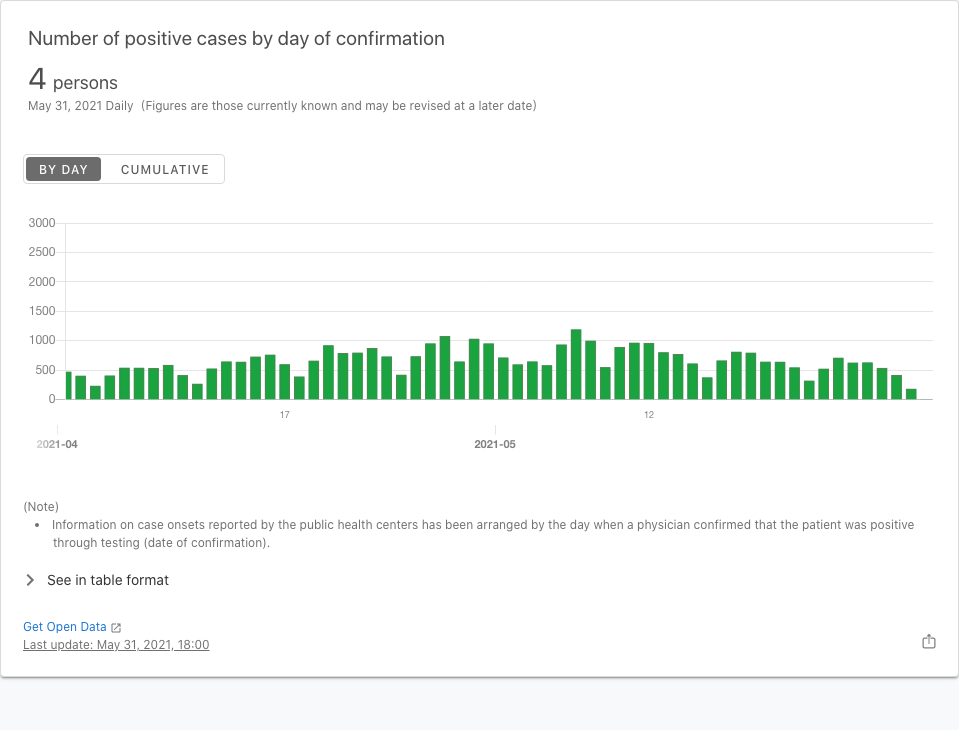 Number of positive cases by day of confirmation
4 persons
May 31, 2021 Daily (Figures are those currently known and may be revised at a later date)
BY DAY CUMULATIVE
3000
2500
2000
1500
1000
500
0
17 12
2021-04 2021-05
(Note)
• Information on case onsets reported by the public health centers has been arranged by the day when a physician confirmed that the patient was positive
through testing (date of confirmation).
See in table format
Get Open Data
Last update: May 31, 2021, 18:00